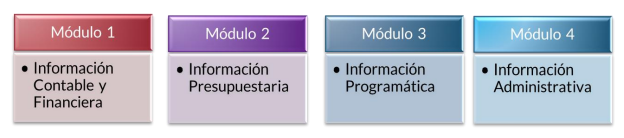 Módulo 1
• Información
Contable y
Financiera
Módulo 2
• Información
Presupuestaria
Módulo 3
• Información
Programática
Módulo 4
• Información
Administrativa